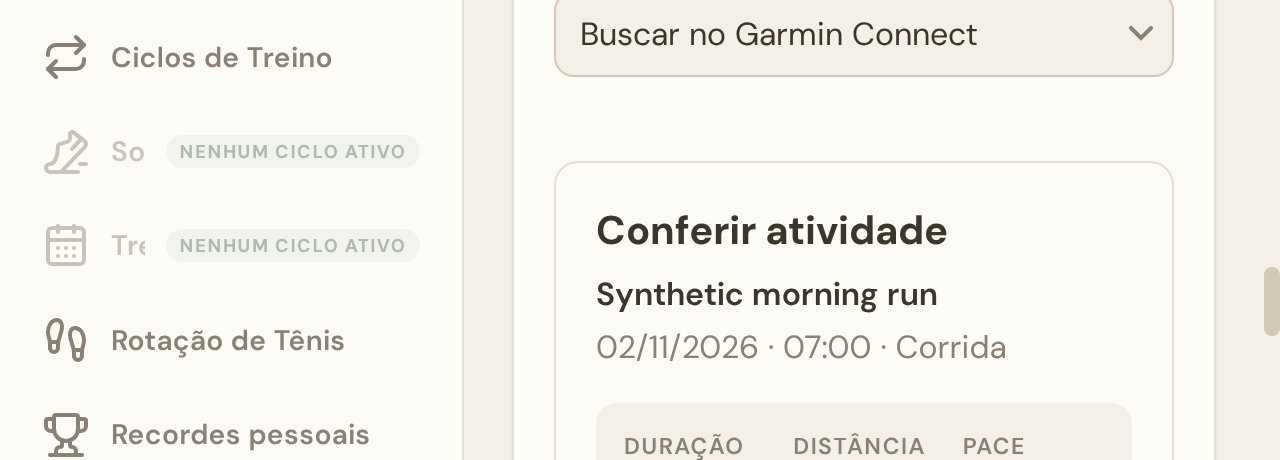 Ciclos de Treino
So NENHUM CICLO ATIVO
Tre NENHUM CICLO ATIVO
Rotação de Tênis
Recordes pessoais
Buscar no Garmin Connect
Conferir atividade
Synthetic morning run
02/11/2026 · 07:00 · Corrida
DURAÇÃO DISTÂNCIA PACE